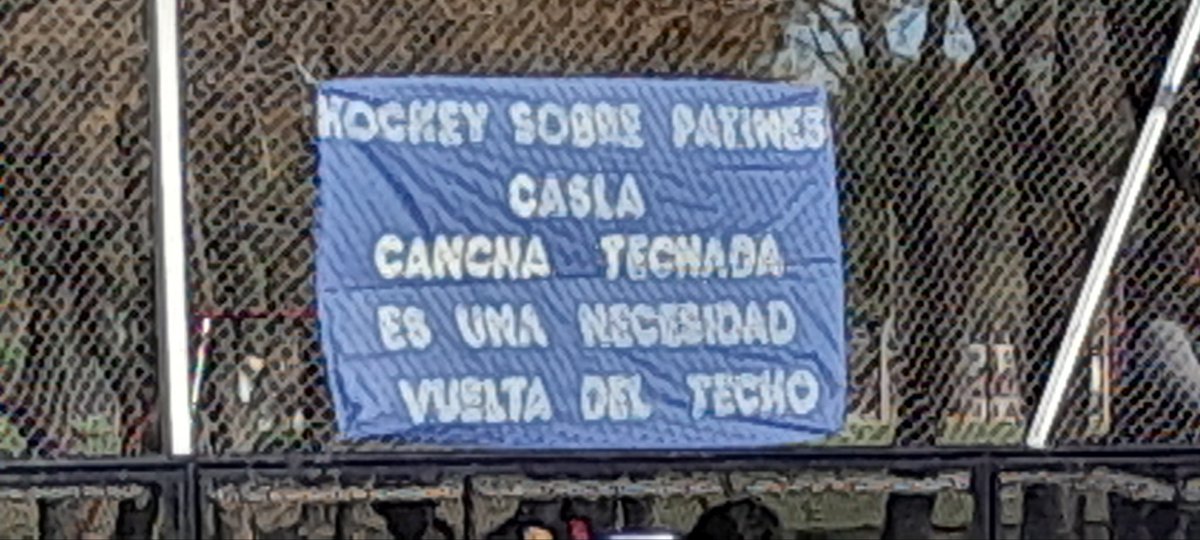 HOCKEY SOBRE PATINES
CASLA
CANCHA TECHADA
ES UNA NECESIDAD
VUELTA DEL TECHO